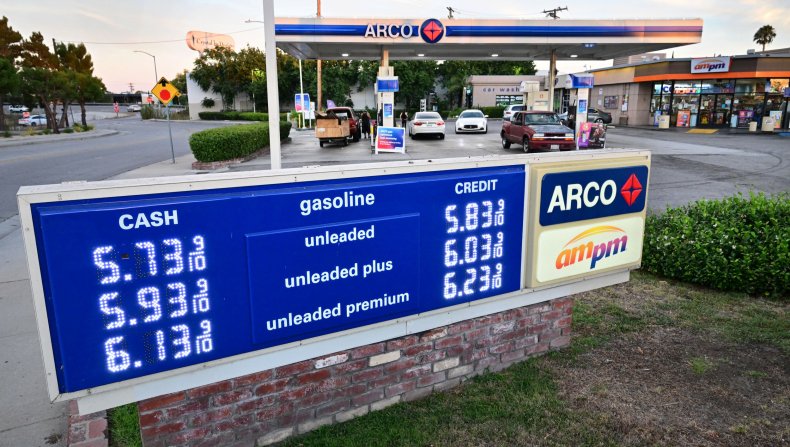 ARCO
car wash
ampm
CASH gasoline CREDIT
5.73 9/10 unleaded 5.83 9/10
5.93 9/10 unleaded plus 6.03 9/10
6.13 9/10 unleaded premium 6.23 9/10
ARCO
ampm